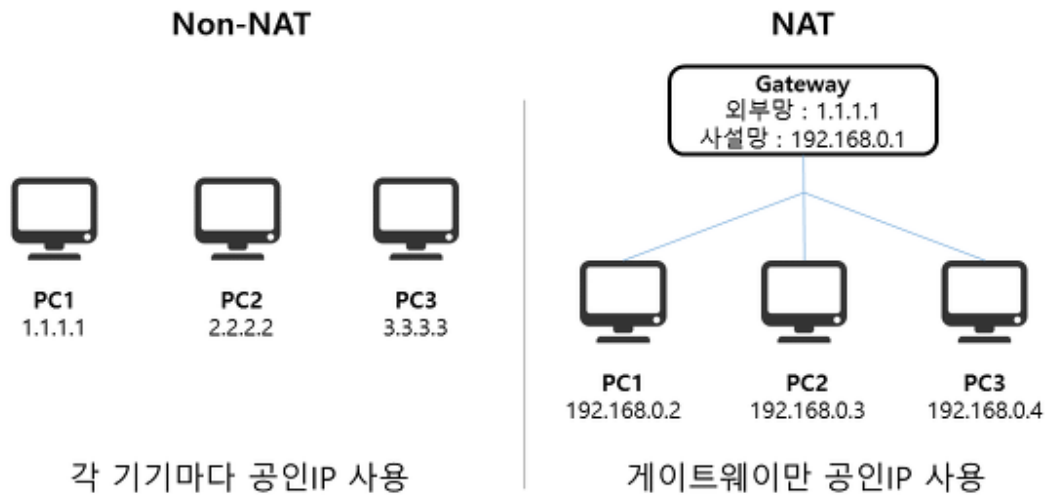 Non-NAT
PC1
1.1.1.1
PC2
2.2.2.2
PC3
3.3.3.3
각 기기마다 공인IP 사용
NAT
Gateway
외부망 : 1.1.1.1
사설망 : 192.168.0.1
PC1
192.168.0.2
PC2
192.168.0.3
PC3
192.168.0.4
게이트웨이만 공인IP 사용